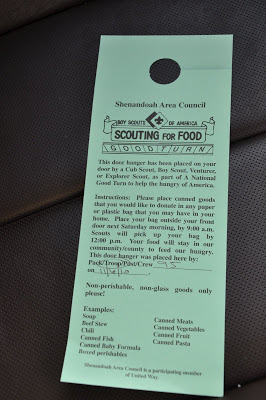 Shenandoah Area Council
BOY SCOUTS OF AMERICA
SCOUTING FOR FOOD
GOOD TURN
This door hanger has been placed on your
door by a Cub Scout, Boy Scout, Venturer,
or Explorer Scout, as part of A National
Good Turn to help the hungry of America.
Instructions: Please place canned goods
that you would like to donate in any paper
or plastic bag that you may have in your
home. Place your bag outside your front
door next Saturday morning, by 9:00 a.m.
Scouts will pick up your bag by
12:00 p.m. Your food will stay in our
community/county to feed our hungry.
This door hanger was placed here by:
Pack/Troop/Post/Crew 95
on
Non-perishable, non-glass goods only
please!
Examples:
Soup
Beef Stew
Chili
Canned Fish
Canned Baby Formula
Boxed perishables
Canned Meats
Canned Vegetables
Canned Fruit
Canned Pasta
Shenandoah Area Council is a participating member
of United Way.